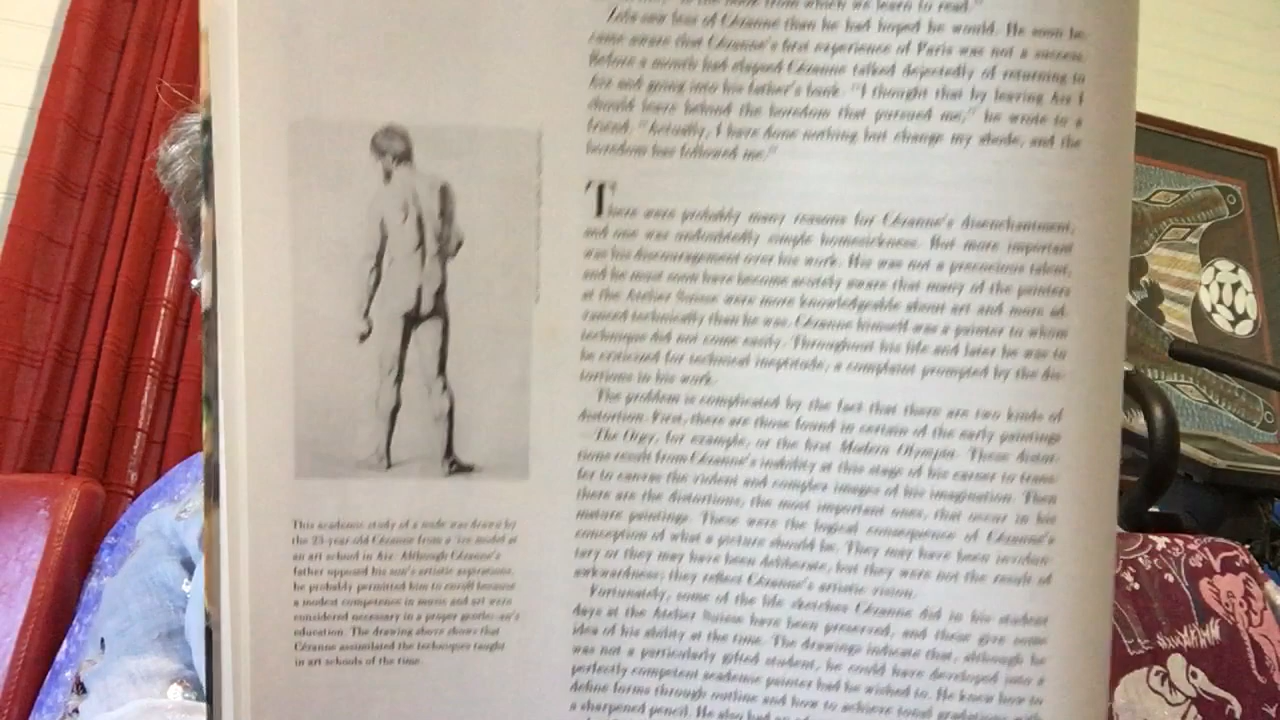 from which we learn to read."
Zola saw less of Cézanne than he had hoped he would. He soon be-
came aware that Cézanne's first experience of Paris was not a success.
Before a month had elapsed Cézanne talked dejectedly of returning to
Aix and going into his father's bank. "I thought that by leaving Aix I
should leave behind the boredom that pursued me," he wrote to a
friend. "Actually, I have done nothing but change my abode, and the
boredom has followed me."
There were probably many reasons for Cézanne's disenchantment,
and one was undoubtedly simple homesickness. But more important
was his discouragement over his work. He was not a precocious talent,
and he must soon have become acutely aware that many of the painters
at the Atelier Suisse were more knowledgeable about art and more ad-
vanced technically than he was. Cézanne himself was a painter to whom
technique did not come easily. Throughout his life and later he was to
be criticized for technical ineptitude, a complaint prompted by the dis-
tortions in his work.
The problem is complicated by the fact that there are two kinds of
distortion. First, there are those found in certain of the early paintings
—The Orgy, for example, or the first Modern Olympia. These distor-
tions result from Cézanne's inability at this stage of his career to trans-
fer to canvas the violent and complex images of his imagination. Then
there are the distortions, the most important ones, that occur in his
mature paintings. These were the logical consequence of Cézanne's
conception of what a picture should be. They may have been involun-
tary or they may have been deliberate, but they were not the result of
awkwardness; they reflect Cézanne's artistic vision.
Fortunately, some of the life sketches Cézanne did in his student
days at the Atelier Suisse have been preserved, and these give some
idea of his ability at the time. The drawings indicate that, although he
was not a particularly gifted student, he could have developed into a
perfectly competent academic painter had he wished to. He knew how to
define forms through outline and how to achieve tonal gradations with
a sharpened pencil. He also had an
This academic study of a nude was drawn by
the 23-year-old Cézanne from a live model at
an art school in Aix. Although Cézanne's
father opposed his son's artistic aspirations,
he probably permitted him to enroll because
a modest competence in music and art were
considered necessary in a proper gentleman's
education. The drawing above shows that
Cézanne assimilated the techniques taught
in art schools of the time.